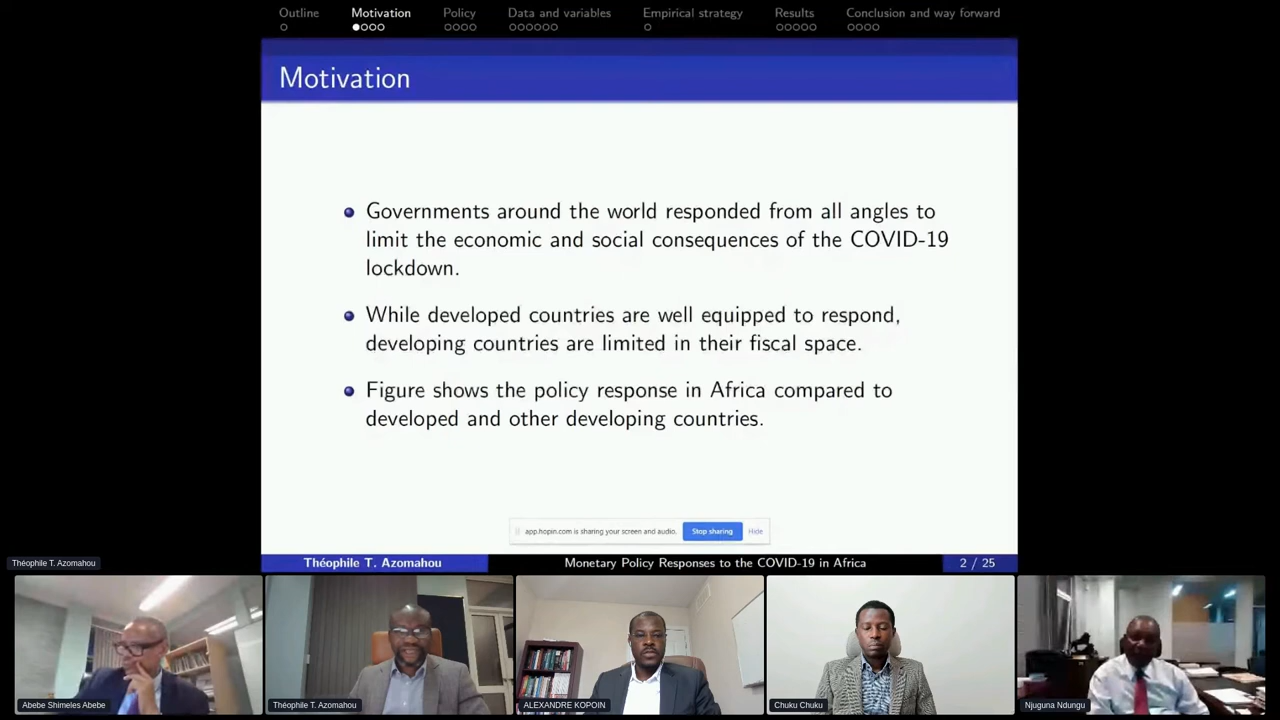 Outline
Motivation
Policy
Data and variables
Empirical strategy
Results
Conclusion and way forward
Motivation
Governments around the world responded from all angles to
limit the economic and social consequences of the COVID-19
lockdown.
While developed countries are well equipped to respond,
developing countries are limited in their fiscal space.
Figure shows the policy response in Africa compared to
developed and other developing countries.
app.hopin.com is sharing your screen and audio.
Stop sharing
Hide
Théophile T. Azomahou
Théophile T. Azomahou
Monetary Policy Responses to the COVID-19 in Africa
2 / 25
Abebe Shimeles Abebe
Théophile T. Azomahou
ALEXANDRE KOPOIN
Chuku Chuku
Njuguna Ndungu